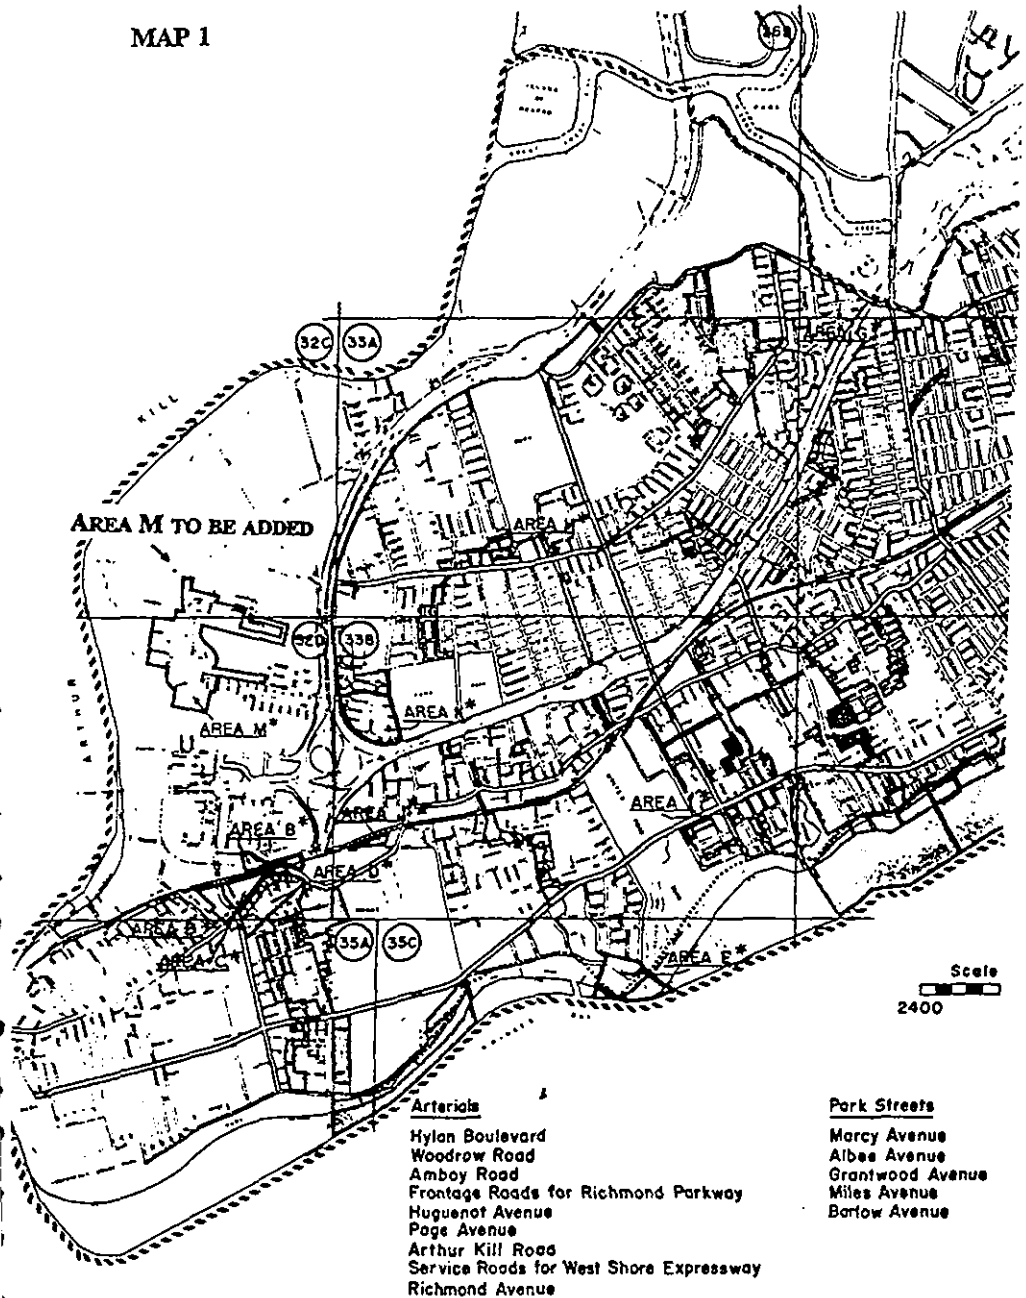 MAP 1
32C
33A
KILL
AREA G*
AREA M TO BE ADDED
32D
33B
ARTHUR
AREA M*
AREA K*
AREA B*
AREA D*
AREA B*
AREA C*
35A
35C
AREA E*
Scale
2400
Arterials
Hylan Boulevard
Woodrow Road
Amboy Road
Frontage Roads for Richmond Parkway
Huguenot Avenue
Page Avenue
Arthur Kill Road
Service Roads for West Shore Expressway
Richmond Avenue
Park Streets
Marcy Avenue
Albee Avenue
Grantwood Avenue
Miles Avenue
Barlow Avenue